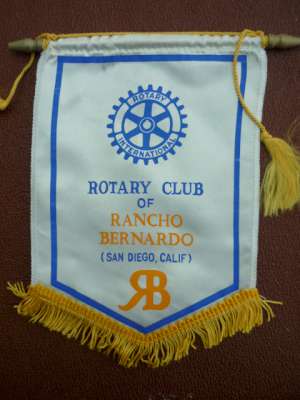 ROTARY
INTERNATIONAL
ROTARY CLUB
OF
RANCHO
BERNARDO
(SAN DIEGO, CALIF)
RB